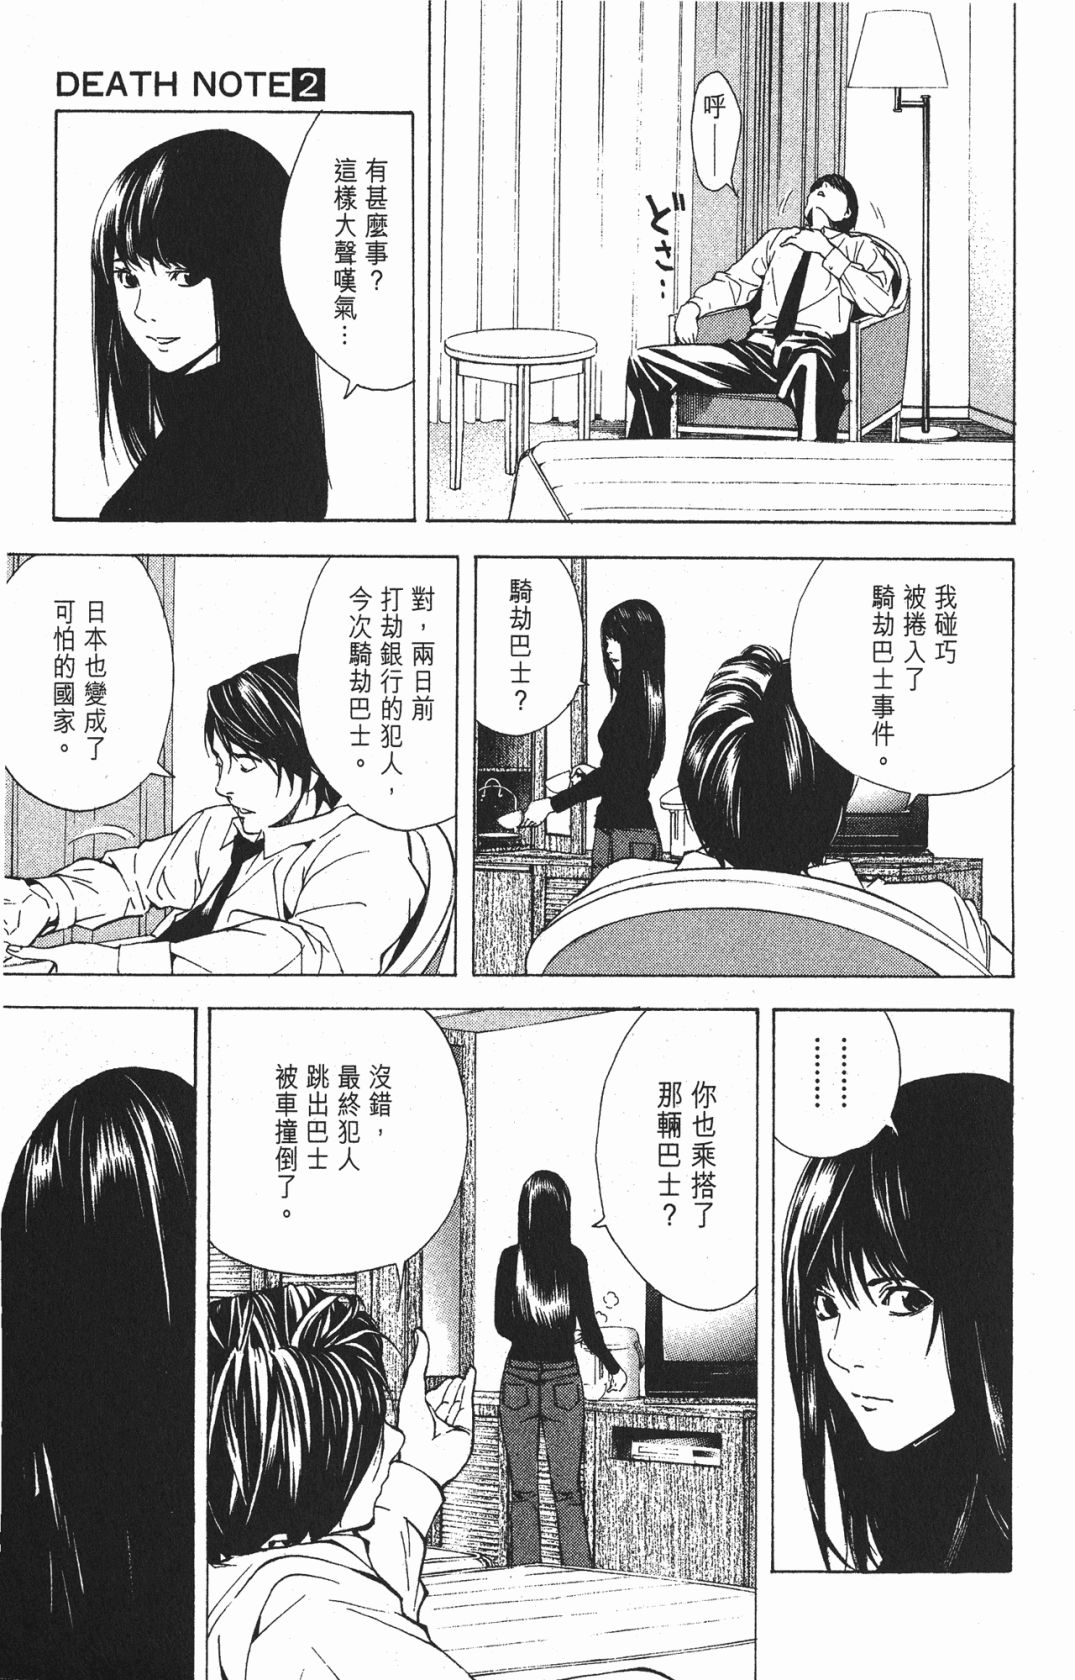 DEATH NOTE 2
呼——
どさ…
有甚麼事？
這樣大聲嘆氣…
我碰巧
被捲入了
騎劫巴士事件。
騎劫巴士？
對，兩日前
打劫銀行的犯人，
今次騎劫巴士。
日本也變成了
可怕的國家。
………
………
你也乘搭了
那輛巴士？
沒錯，
最終犯人
跳出巴士
被車撞倒了。